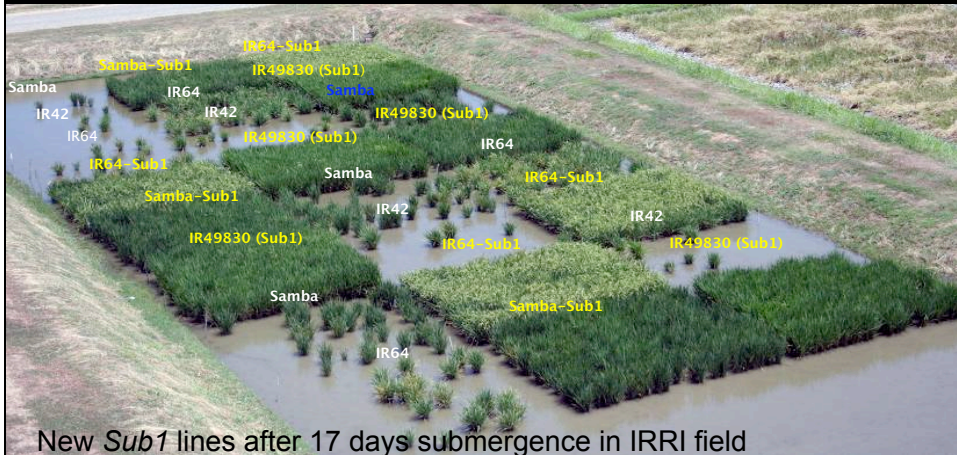 IR64-Sub1
Samba-Sub1
IR49830 (Sub1)
Samba
IR64
Samba
IR42
IR42
IR49830 (Sub1)
IR64
IR49830 (Sub1)
IR64
IR64-Sub1
Samba
IR64-Sub1
Samba-Sub1
IR42
IR42
IR49830 (Sub1)
IR64-Sub1
IR49830 (Sub1)
Samba
Samba-Sub1
IR64
New Sub1 lines after 17 days submergence in IRRI field